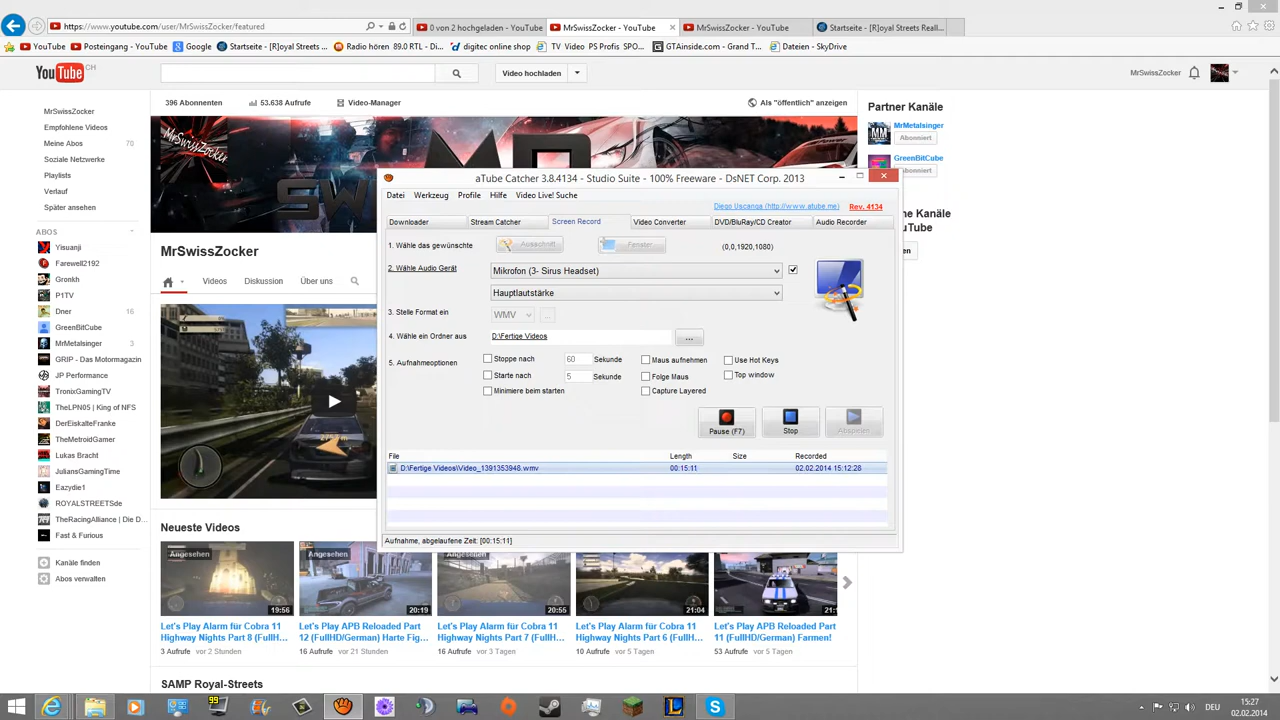 https://www.youtube.com/user/MrSwissZocker/featured
0 von 2 hochgeladen - YouTube
MrSwissZocker - YouTube
MrSwissZocker - YouTube
Startseite - [R]oyal Streets Reall...
YouTube
Posteingang - YouTube
Google
Startseite - [R]oyal Streets ...
Radio hören 89.0 RTL - Di...
digitec online shop
TV Video PS Profis SPO...
GTAinside.com - Grand T...
Dateien - SkyDrive
YouTube CH
Video hochladen
MrSwissZocker
396 Abonnenten
53.638 Aufrufe
Video-Manager
Als "öffentlich" anzeigen
MrSwissZocker
Empfohlene Videos
Meine Abos 70
Soziale Netzwerke
Playlists
Verlauf
Später ansehen
ABOS
Yisuanji
Farewell2192
Gronkh
P1TV
Dner 16
GreenBitCube
MrMetalsinger 3
GRIP - Das Motormagazin
JP Performance
TronixGamingTV
TheLPN05 | King of NFS
DerEiskalteFranke
TheMetroidGamer
Lukas Bracht
JuliansGamingTime
Eazydie1
ROYALSTREETSde
TheRacingAlliance | Die D...
Fast & Furious
Kanäle finden
Abos verwalten
MrSwissZocker
MrSwissZocker
Videos
Diskussion
Über uns
Partner Kanäle
MrMetalsinger
Abonniert
GreenBitCube
aTube Catcher 3.8.4134 - Studio Suite - 100% Freeware - DsNET Corp. 2013
Datei Werkzeug Profile Hilfe Video Live! Suche
Diego Uscanga (http://www.atube.me)
Rev. 4134
Downloader
Stream Catcher
Screen Record
Video Converter
DVD/BluRay/CD Creator
Audio Recorder
1. Wähle das gewünschte
Ausschnitt
Fenster
(0,0,1920,1080)
2. Wähle Audio Gerät
Mikrofon (3- Sirus Headset)
Hauptlautstärke
3. Stelle Format ein
WMV
...
4. Wähle ein Ordner aus
D:\Fertige Videos
...
5. Aufnahmeoptionen
Stoppe nach 60 Sekunde
Maus aufnehmen
Use Hot Keys
Starte nach 5 Sekunde
Folge Maus
Top window
Minimiere beim starten
Capture Layered
Pause (F7)
Stop
Abspielen
File Length Size Recorded
D:\Fertige Videos\Video_1391353948.wmv 00:15:11 02.02.2014 15:12:28
Aufnahme, abgelaufene Zeit: [00:15:11]
Neueste Videos
Angesehen
19:56
Angesehen
20:19
Angesehen
20:55
21:04
Let's Play Alarm für Cobra 11
Highway Nights Part 8 (FullHD...
3 Aufrufe vor 2 Stunden
Let's Play APB Reloaded Part
12 (FullHD/German) Harte Fig...
16 Aufrufe vor 21 Stunden
Let's Play Alarm für Cobra 11
Highway Nights Part 7 (FullH...
16 Aufrufe vor 3 Tagen
Let's Play Alarm für Cobra 11
Highway Nights Part 6 (FullHD...
10 Aufrufe vor 5 Tagen
Let's Play APB Reloaded Part
11 (FullHD/German) Farmen!
53 Aufrufe vor 5 Tagen
SAMP Royal-Streets
99
DEU
15:27
02.02.2014